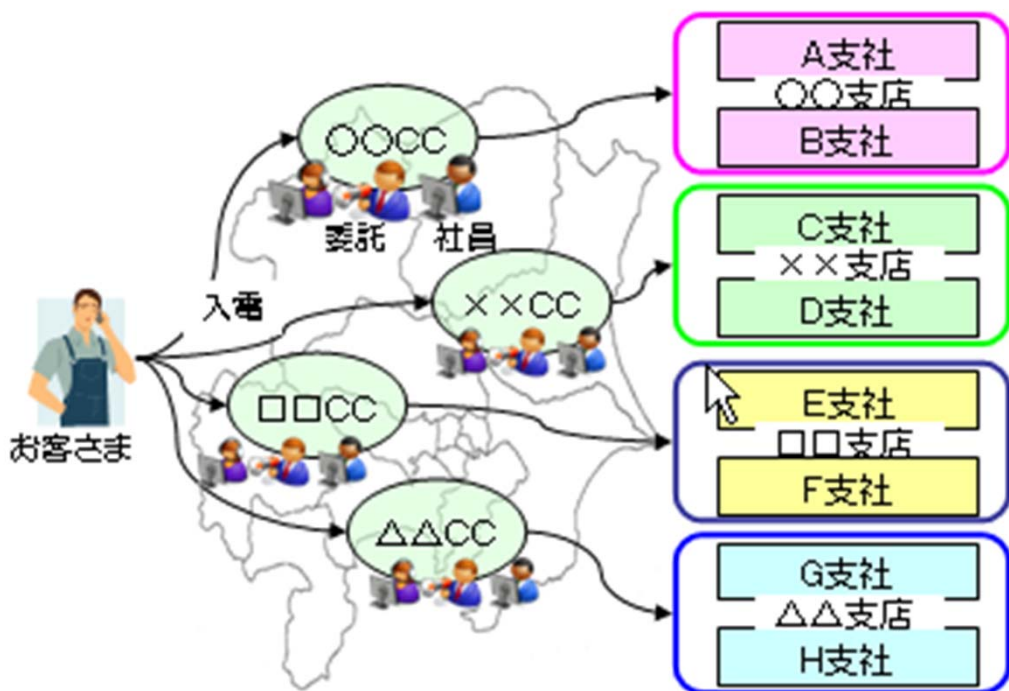 A支社
〇〇支店
B支社
〇〇CC
委託 社員
C支社
××支店
D支社
××CC
入電
お客さま
□□CC
E支社
□□支店
F支社
△△CC
G支社
△△支店
H支社